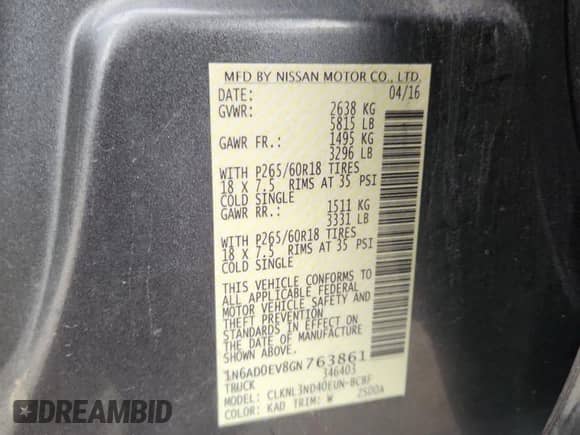 MFD BY NISSAN MOTOR CO., LTD.
DATE: 04/16
GVWR: 2638 KG
5815 LB
GAWR FR.: 1495 KG
3296 LB
WITH P265/60R18 TIRES
18 X 7.5 RIMS AT 35 PSI
COLD SINGLE
GAWR RR.: 1511 KG
3331 LB
WITH P265/60R18 TIRES
18 X 7.5 RIMS AT 35 PSI
COLD SINGLE
THIS VEHICLE CONFORMS TO
ALL APPLICABLE FEDERAL
MOTOR VEHICLE SAFETY AND
THEFT PREVENTION
STANDARDS IN EFFECT ON
THE DATE OF MANUFACTURE
SHOWN ABOVE.
1N6AD0EV8GN763861
TRUCK 346403
MODEL: CLKNL3ND40EUN-BCBF
COLOR: KAD TRIM: W ZSDOA
AUTOBIDCAR